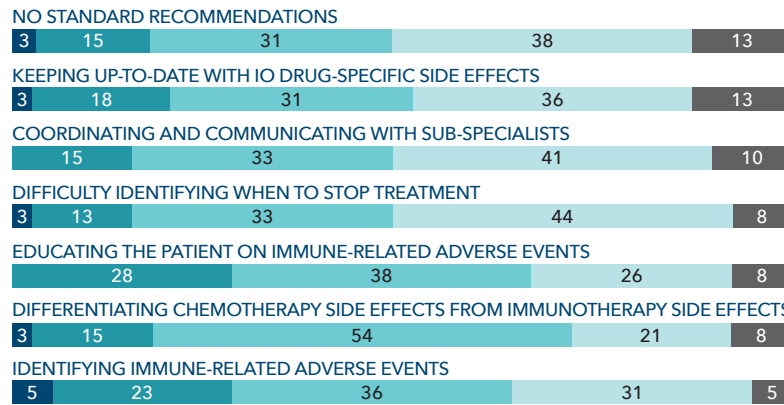 NO STANDARD RECOMMENDATIONS
3 15 31 38 13
KEEPING UP-TO-DATE WITH IO DRUG-SPECIFIC SIDE EFFECTS
3 18 31 36 13
COORDINATING AND COMMUNICATING WITH SUB-SPECIALISTS
15 33 41 10
DIFFICULTY IDENTIFYING WHEN TO STOP TREATMENT
3 13 33 44 8
EDUCATING THE PATIENT ON IMMUNE-RELATED ADVERSE EVENTS
28 38 26 8
DIFFERENTIATING CHEMOTHERAPY SIDE EFFECTS FROM IMMUNOTHERAPY SIDE EFFECTS
3 15 54 21 8
IDENTIFYING IMMUNE-RELATED ADVERSE EVENTS
5 23 36 31 5